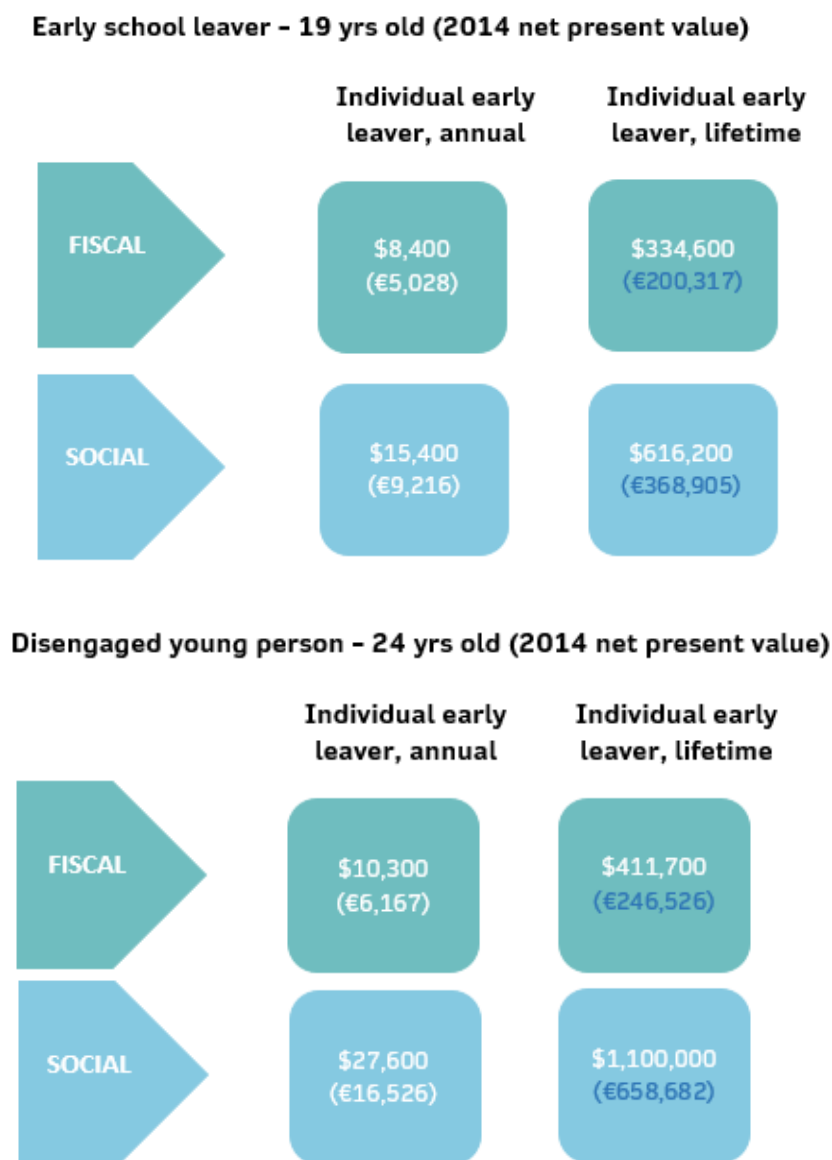 Early school leaver – 19 yrs old (2014 net present value)
Individual early
leaver, annual
Individual early
leaver, lifetime
FISCAL
$8,400
(€5,028)
$334,600
(€200,317)
SOCIAL
$15,400
(€9,216)
$616,200
(€368,905)
Disengaged young person – 24 yrs old (2014 net present value)
Individual early
leaver, annual
Individual early
leaver, lifetime
FISCAL
$10,300
(€6,167)
$411,700
(€246,526)
SOCIAL
$27,600
(€16,526)
$1,100,000
(€658,682)